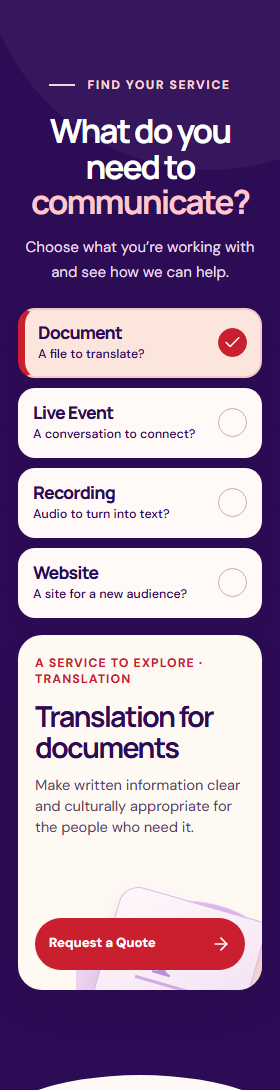 FIND YOUR SERVICE
What do you
need to
communicate?
Choose what you’re working with
and see how we can help.
Document
A file to translate?
Live Event
A conversation to connect?
Recording
Audio to turn into text?
Website
A site for a new audience?
A SERVICE TO EXPLORE ·
TRANSLATION
Translation for
documents
Make written information clear
and culturally appropriate for
the people who need it.
Request a Quote